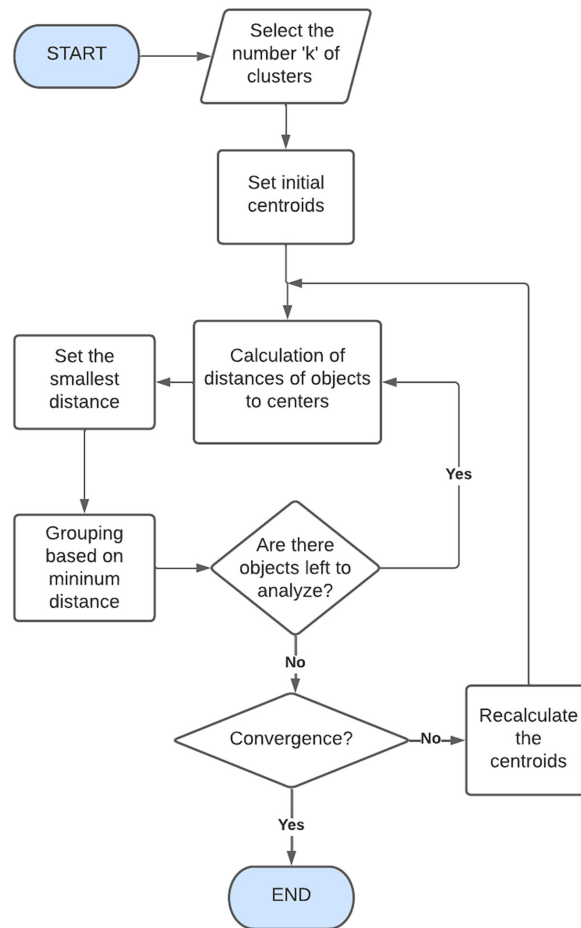 START
Select the
number 'k' of
clusters
Set initial
centroids
Calculation of
distances of objects
to centers
Set the
smallest
distance
Yes
Grouping
based on
mininum
distance
Are there
objects left to
analyze?
No
Convergence?
No
Recalculate
the
centroids
Yes
END